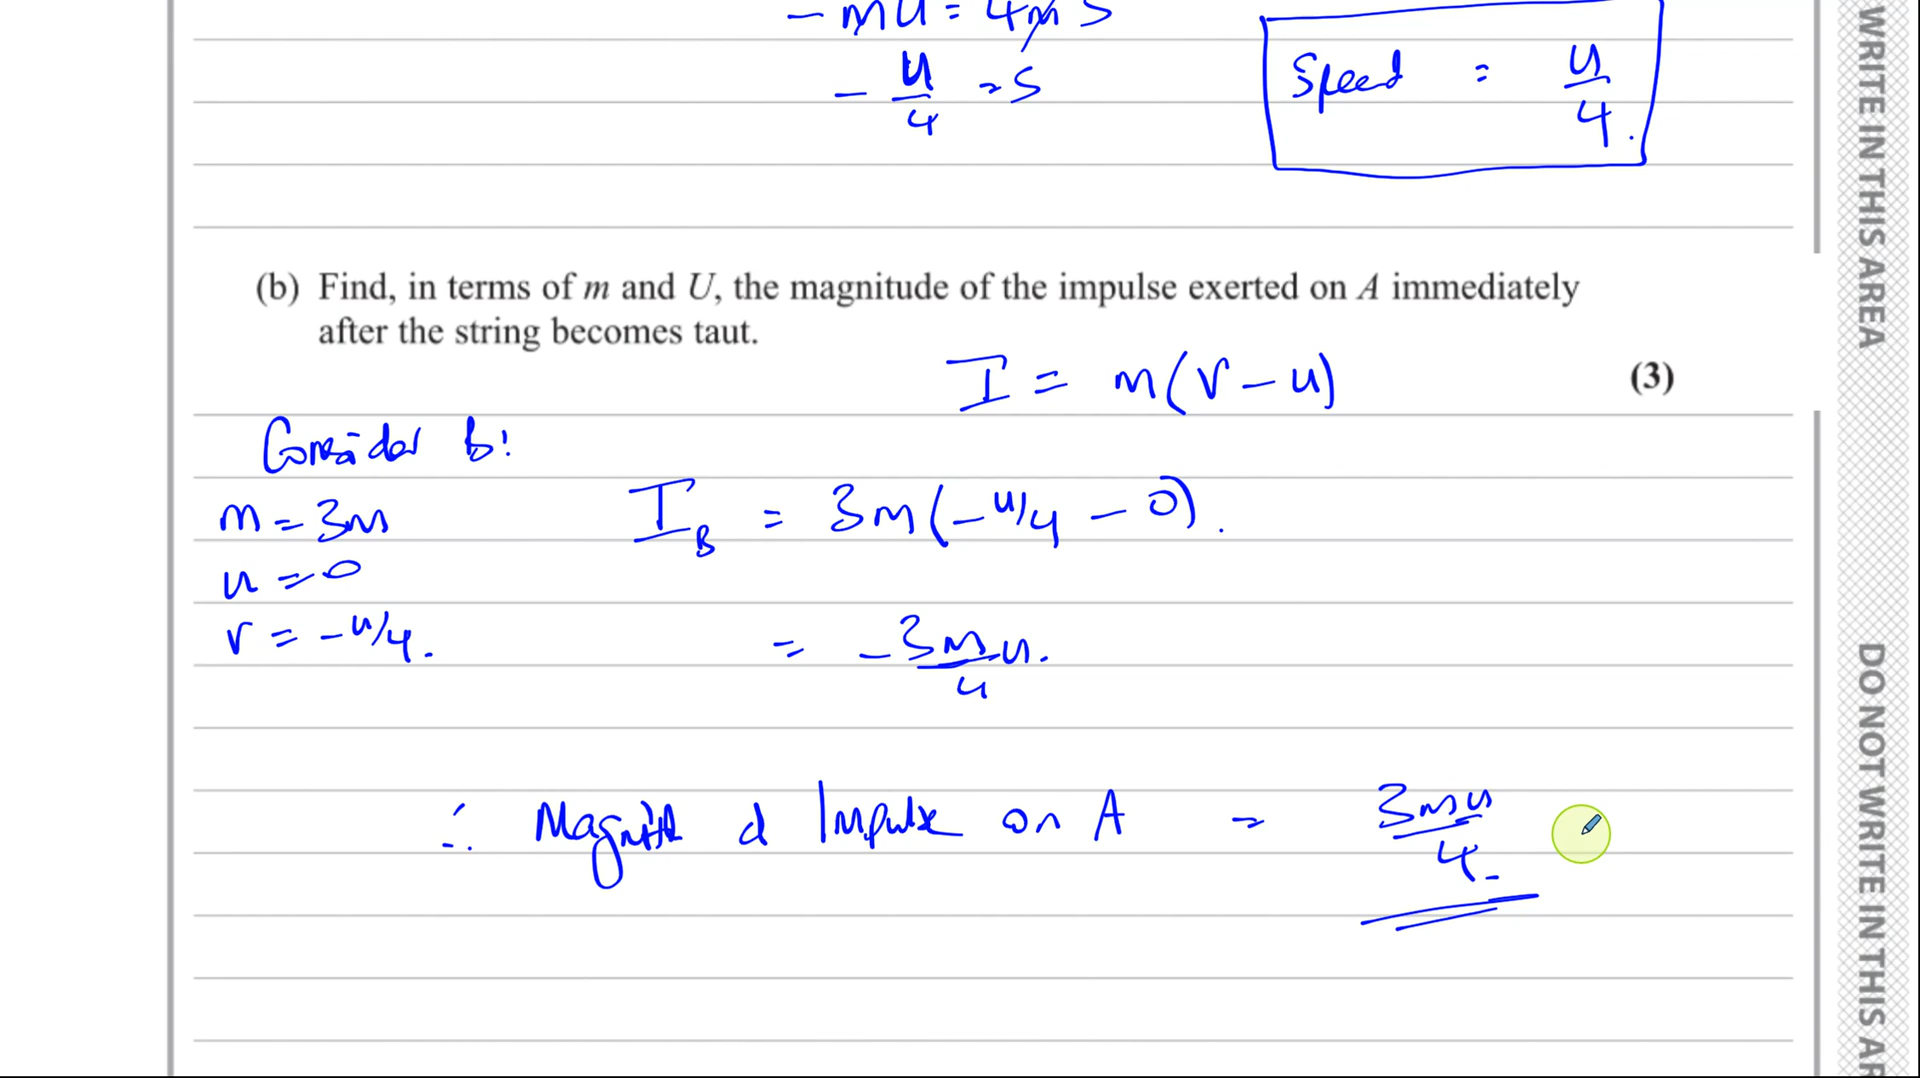 - mu = 4m S
- u/4 = S
Speed = u/4.
(b) Find, in terms of m and U, the magnitude of the impulse exerted on A immediately
after the string becomes taut.
(3)
I = m(v - u)
Consider B:
m = 3m
u = 0
v = -u/4.
I_B = 3m(-u/4 - 0).
= -3mu/4.
∴ Magnitude of Impulse on A = 3mu/4.
WRITE IN THIS AREA
DO NOT WRITE IN THIS AR